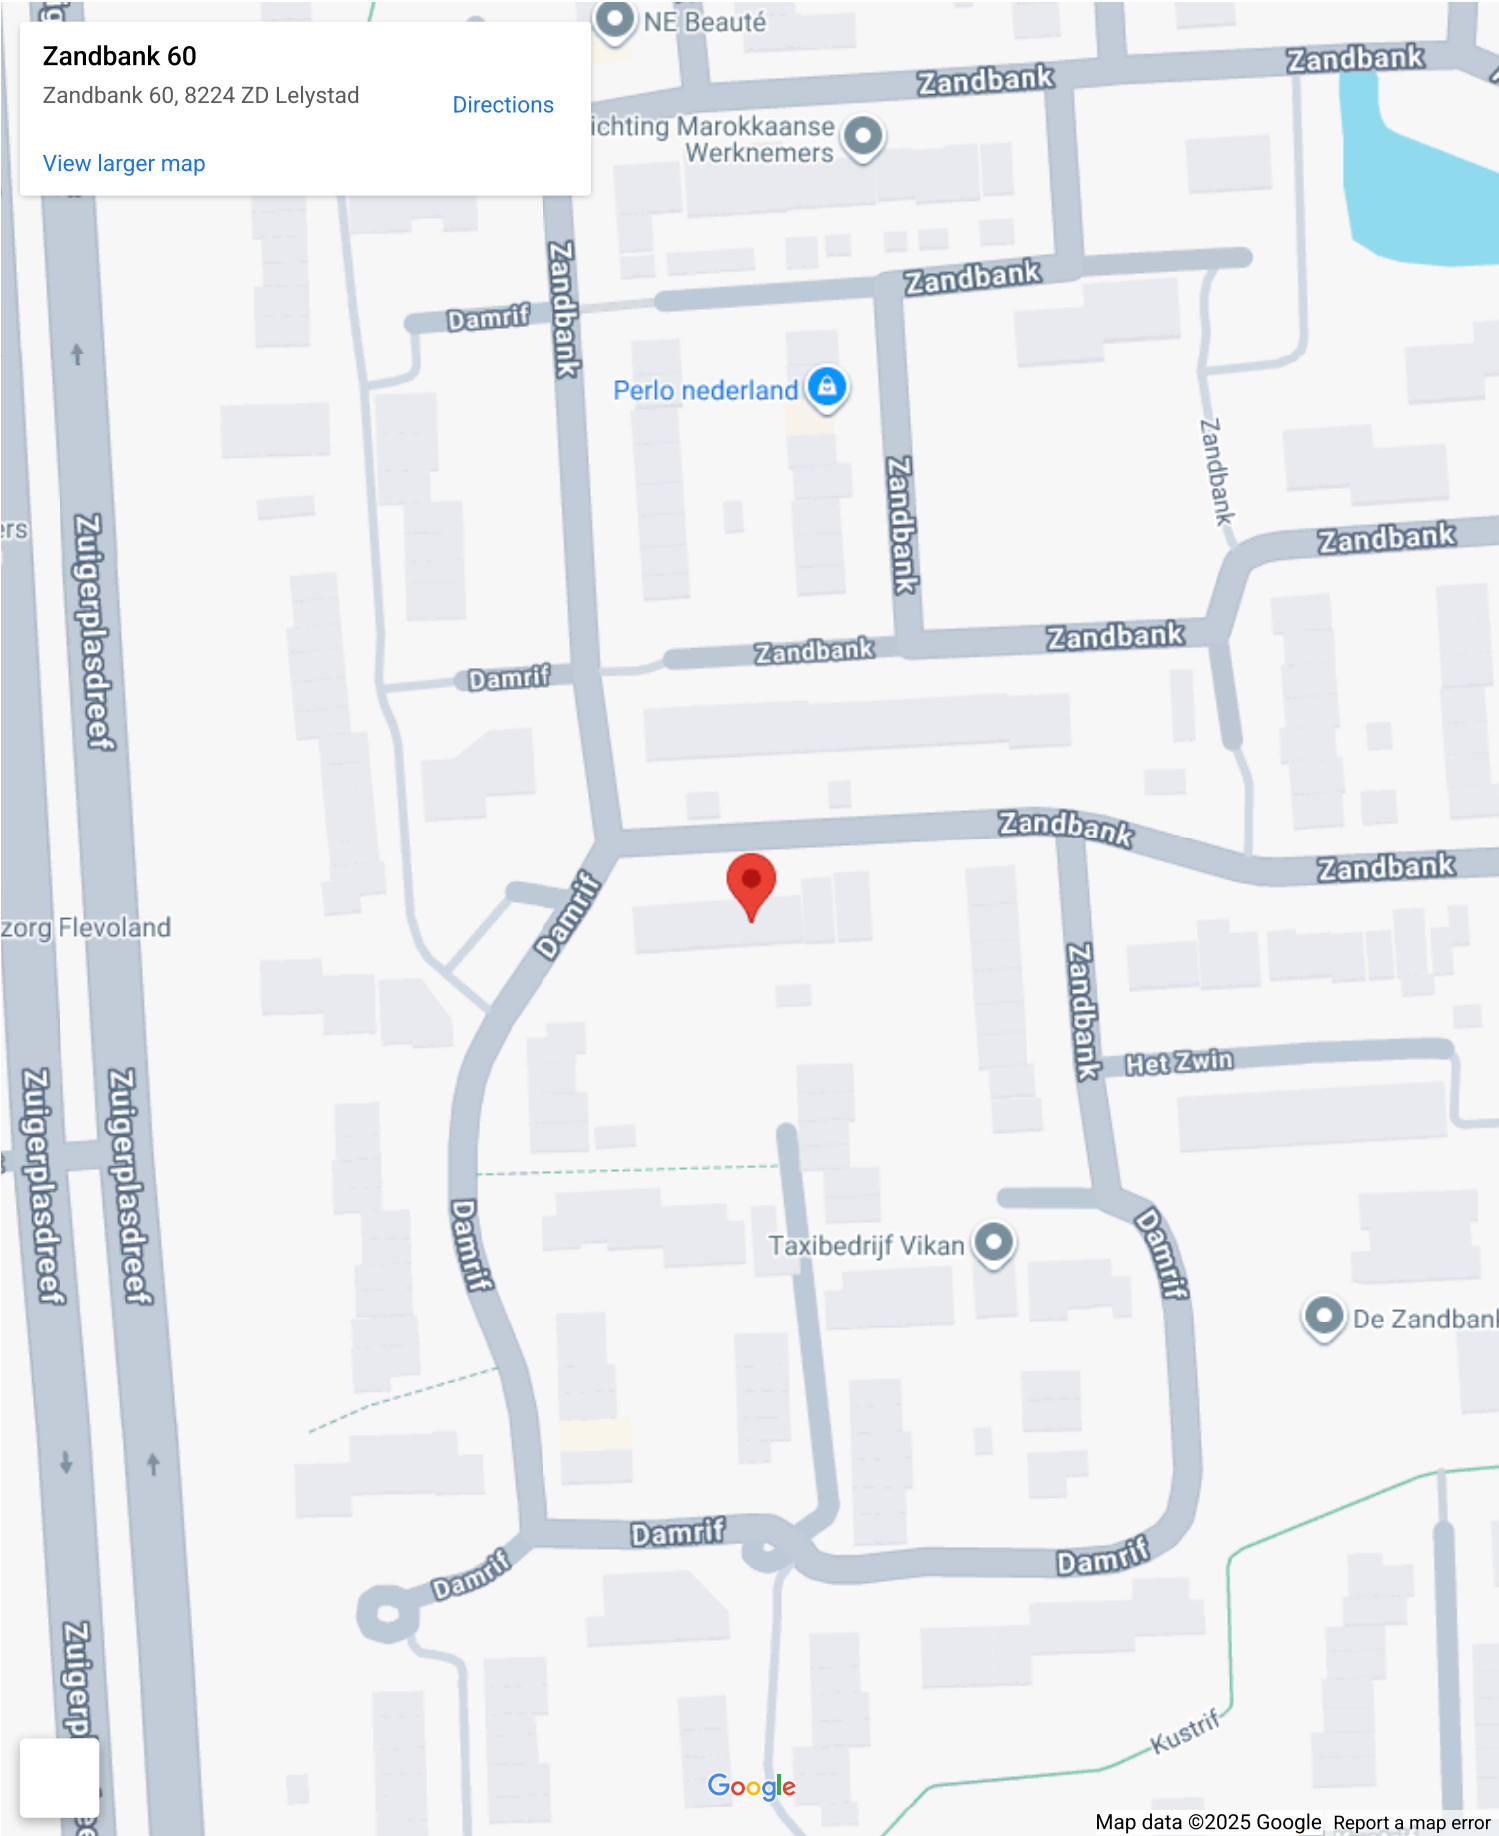 NE Beauté
Zandbank 60
Zandbank 60, 8224 ZD Lelystad
Directions
View larger map
Zandbank
Zandbank
ichting Marokkaanse
Werknemers
Zandbank
Zandbank
Damrif
Perlo nederland
Zandbank
Zandbank
ers
Zuigerplasdreef
Zandbank
Zandbank
Zandbank
Damrif
Zandbank
Zandbank
Damrif
zorg Flevoland
Zandbank
Het Zwin
Zuigerplasdreef
Zuigerplasdreef
Damrif
Taxibedrijf Vikan
Damrif
De Zandbank
Damrif
Damrif
Damrif
Zuigerp
Kustrif
Google
Map data ©2025 Google
Report a map error